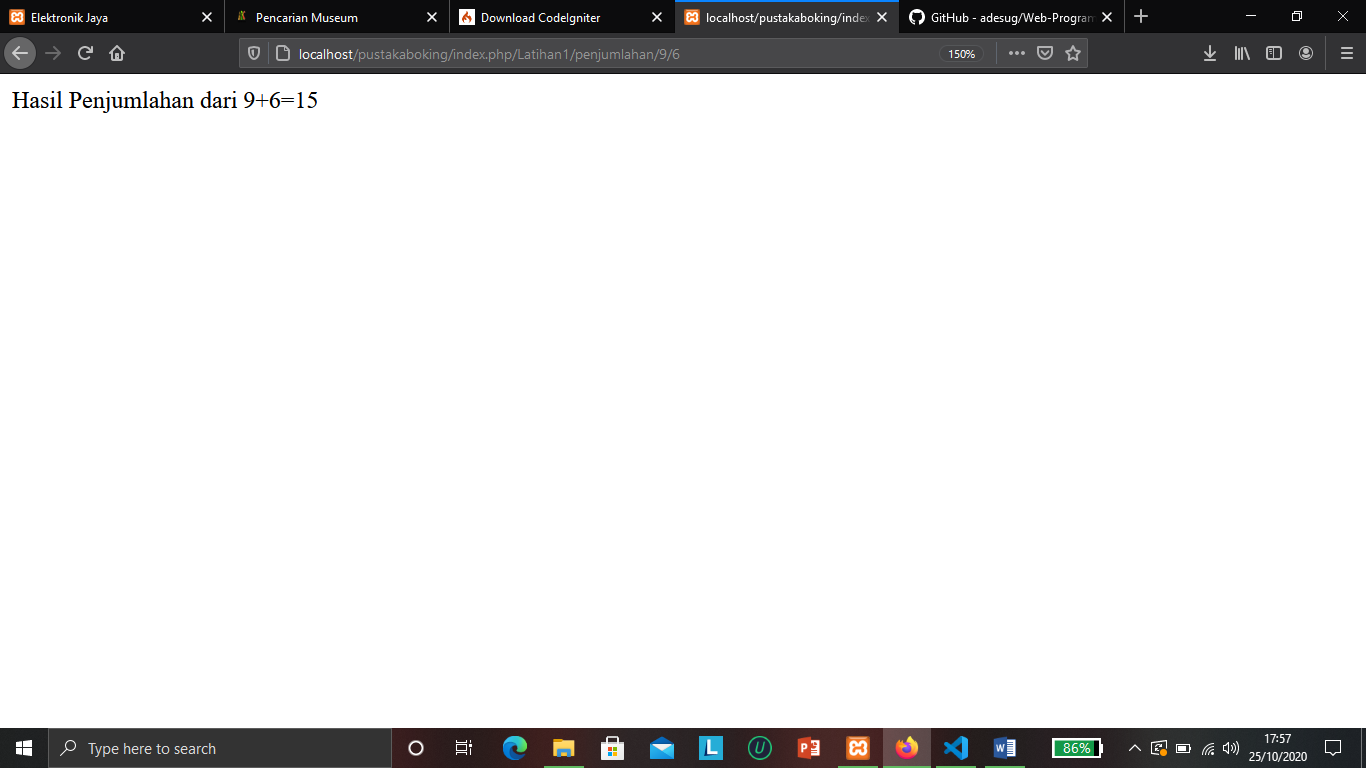 Elektronik Jaya
Pencarian Museum
Download CodeIgniter
localhost/pustakaboking/index
GitHub - adesug/Web-Program
localhost/pustakaboking/index.php/Latihan1/penjumlahan/9/6
150%
Hasil Penjumlahan dari 9+6=15
Type here to search
L
U
86%
17:57
25/10/2020